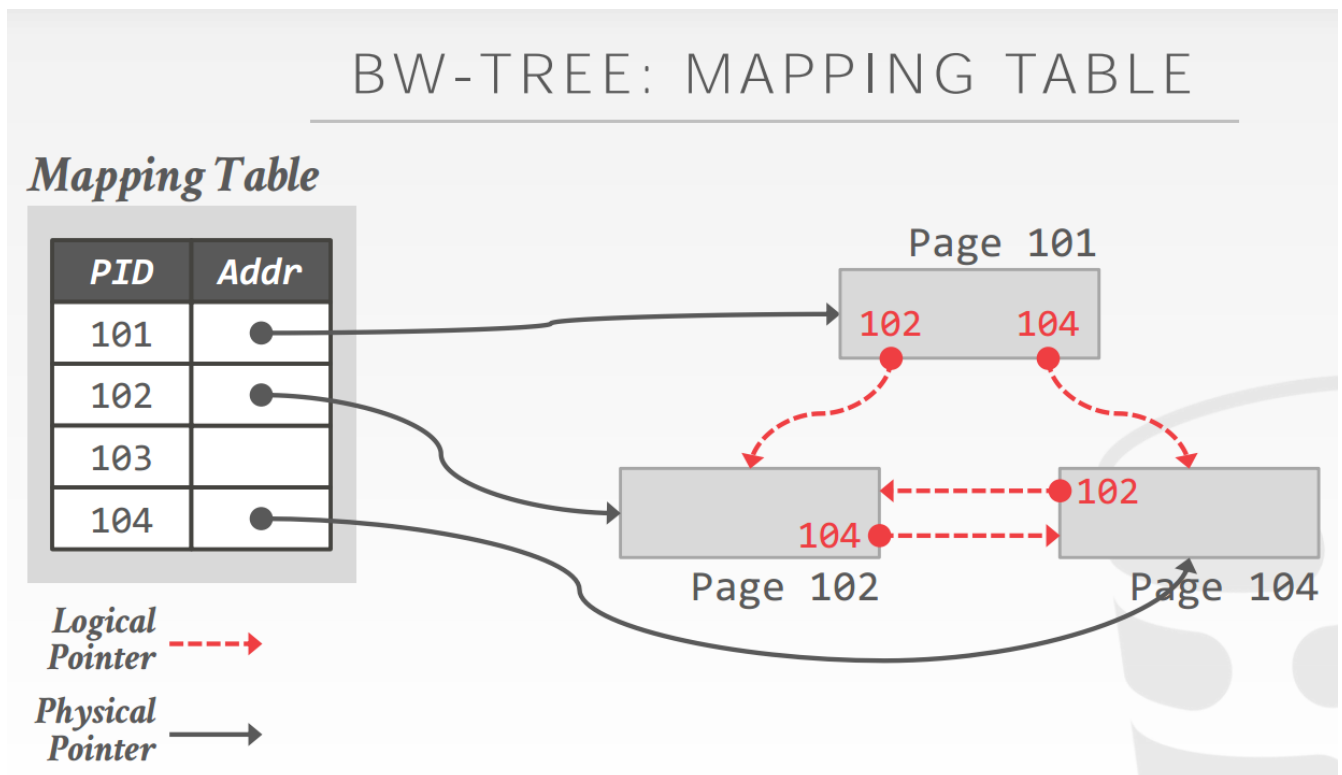 BW-TREE: MAPPING TABLE
Mapping Table
PID Addr
101
102
103
104
Page 101
102 104
102
104
Page 102
Page 104
Logical
Pointer
Physical
Pointer